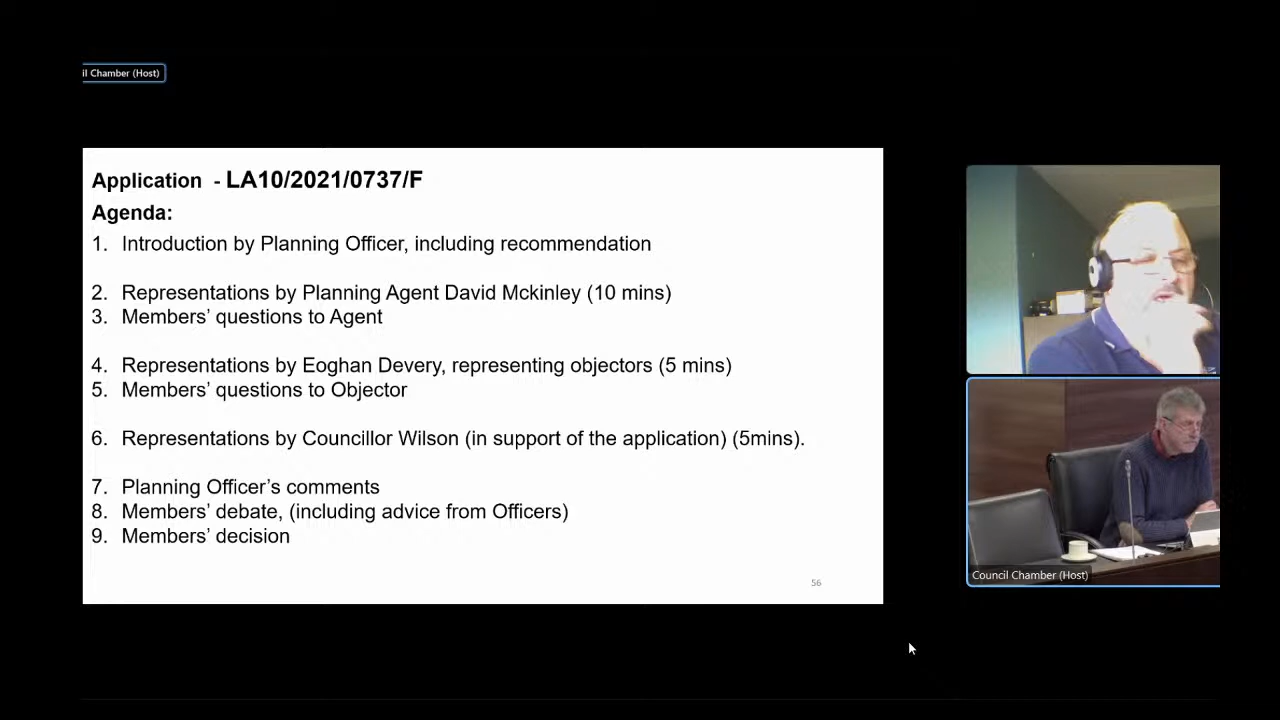 il Chamber (Host)
Application - LA10/2021/0737/F
Agenda:
1. Introduction by Planning Officer, including recommendation
2. Representations by Planning Agent David Mckinley (10 mins)
3. Members’ questions to Agent
4. Representations by Eoghan Devery, representing objectors (5 mins)
5. Members’ questions to Objector
6. Representations by Councillor Wilson (in support of the application) (5mins).
7. Planning Officer’s comments
8. Members’ debate, (including advice from Officers)
9. Members’ decision
56
Council Chamber (Host)